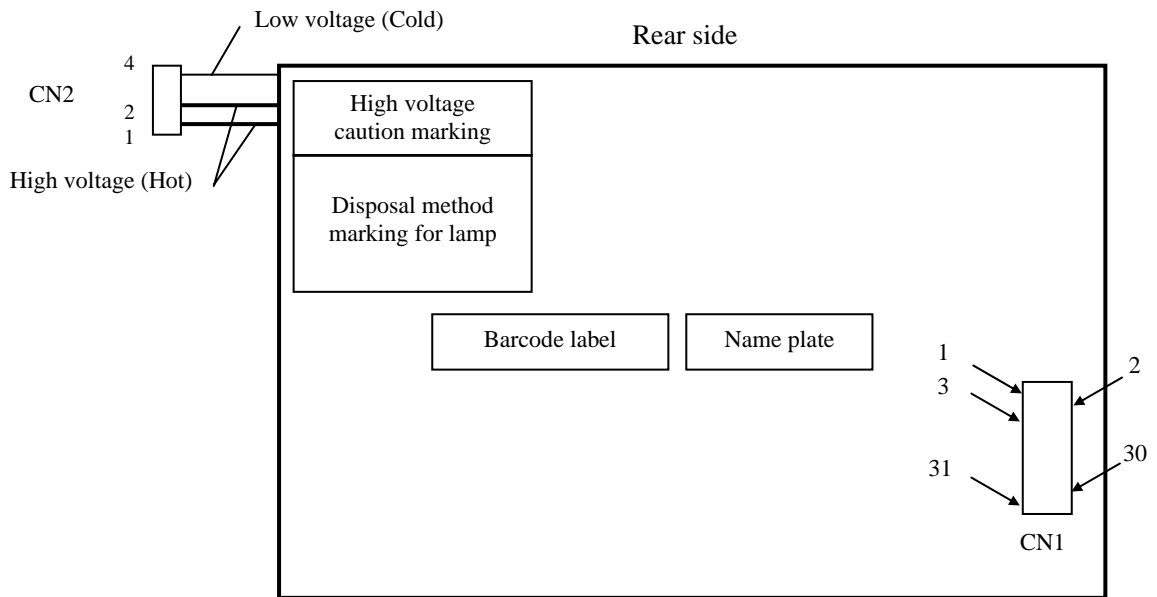 Low voltage (Cold)
Rear side
4
CN2
2
1
High voltage (Hot)
High voltage
caution marking
Disposal method
marking for lamp
Barcode label
Name plate
1
2
3
31
30
CN1